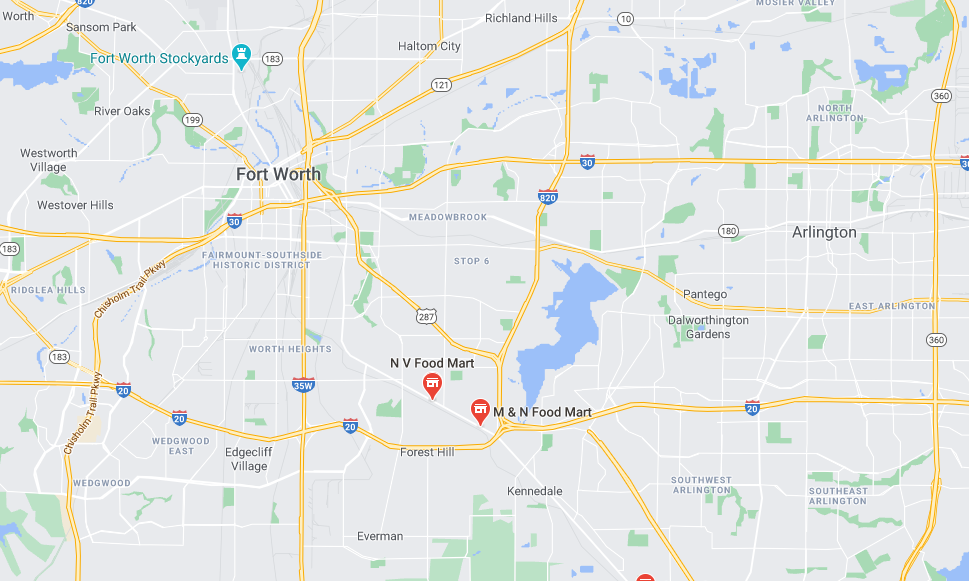 820
MOSIER VALLEY
Worth
Richland Hills
10
Sansom Park
Haltom City
Fort Worth Stockyards
183
121
360
River Oaks
199
NORTH
ARLINGTON
Westworth
Village
30
Fort Worth
820
Westover Hills
MEADOWBROOK
30
180
Arlington
183
FAIRMOUNT-SOUTHSIDE
HISTORIC DISTRICT
STOP 6
Chisholm Trail Pkwy
RIDGLEA HILLS
Pantego
EAST ARLINGTON
287
Dalworthington
Gardens
360
WORTH HEIGHTS
183
N V Food Mart
35W
20
Chisholm Trail Pkwy
M & N Food Mart
20
20
20
WEDGWOOD
EAST
Edgecliff
Village
Forest Hill
WEDGWOOD
Kennedale
SOUTHWEST
ARLINGTON
SOUTHEAST
ARLINGTON
Everman